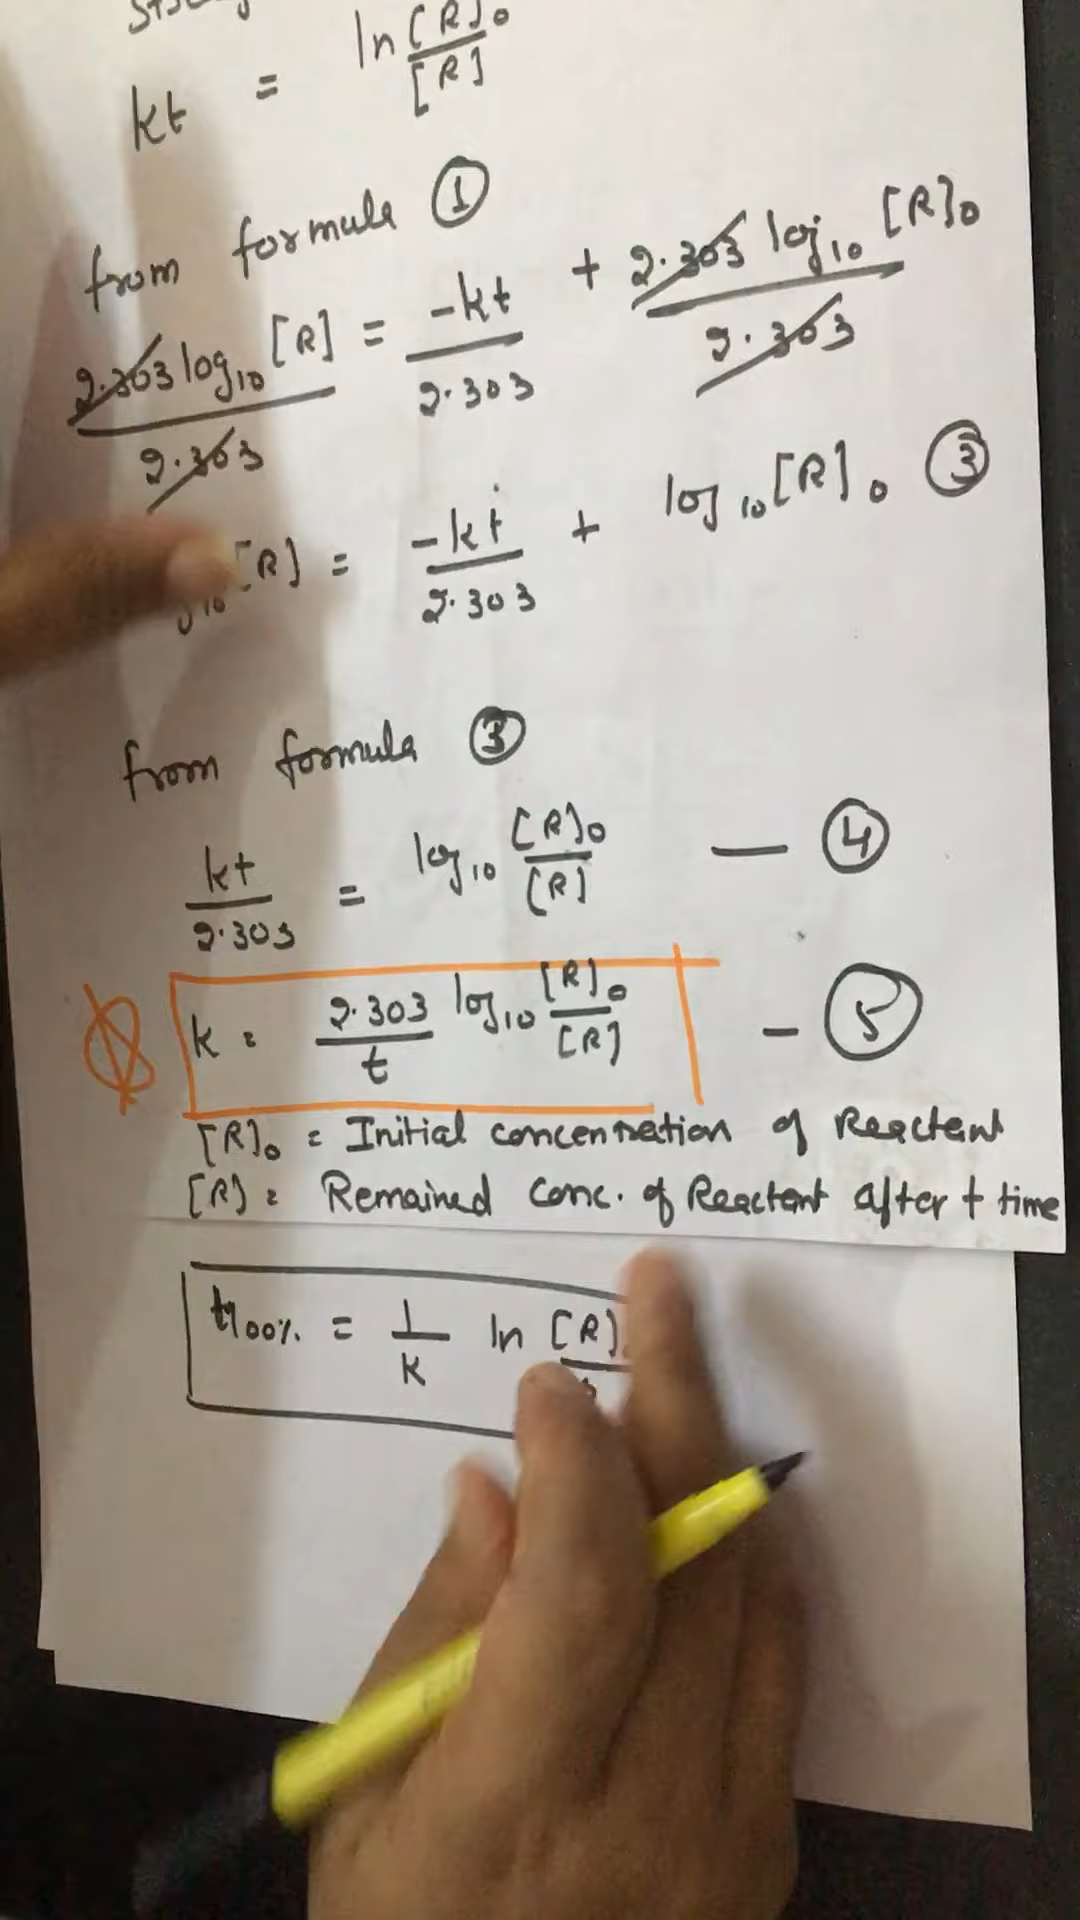 kt = ln [R]₀ / [R]
from formula ①
2.303 log₁₀ [R] / 2.303 = -kt / 2.303 + 2.303 log₁₀ [R]₀ / 2.303
[R] = -kt / 2.303 + log₁₀ [R]₀ ③
from formula ③
kt / 2.303 = log₁₀ [R]₀ / [R] — ④
k = 2.303 / t log₁₀ [R]₀ / [R] - ⑤
[R]₀ = Initial concentration of Reactant
[R] = Remained conc. of Reactant after t time
t100% = 1 / K ln [R]